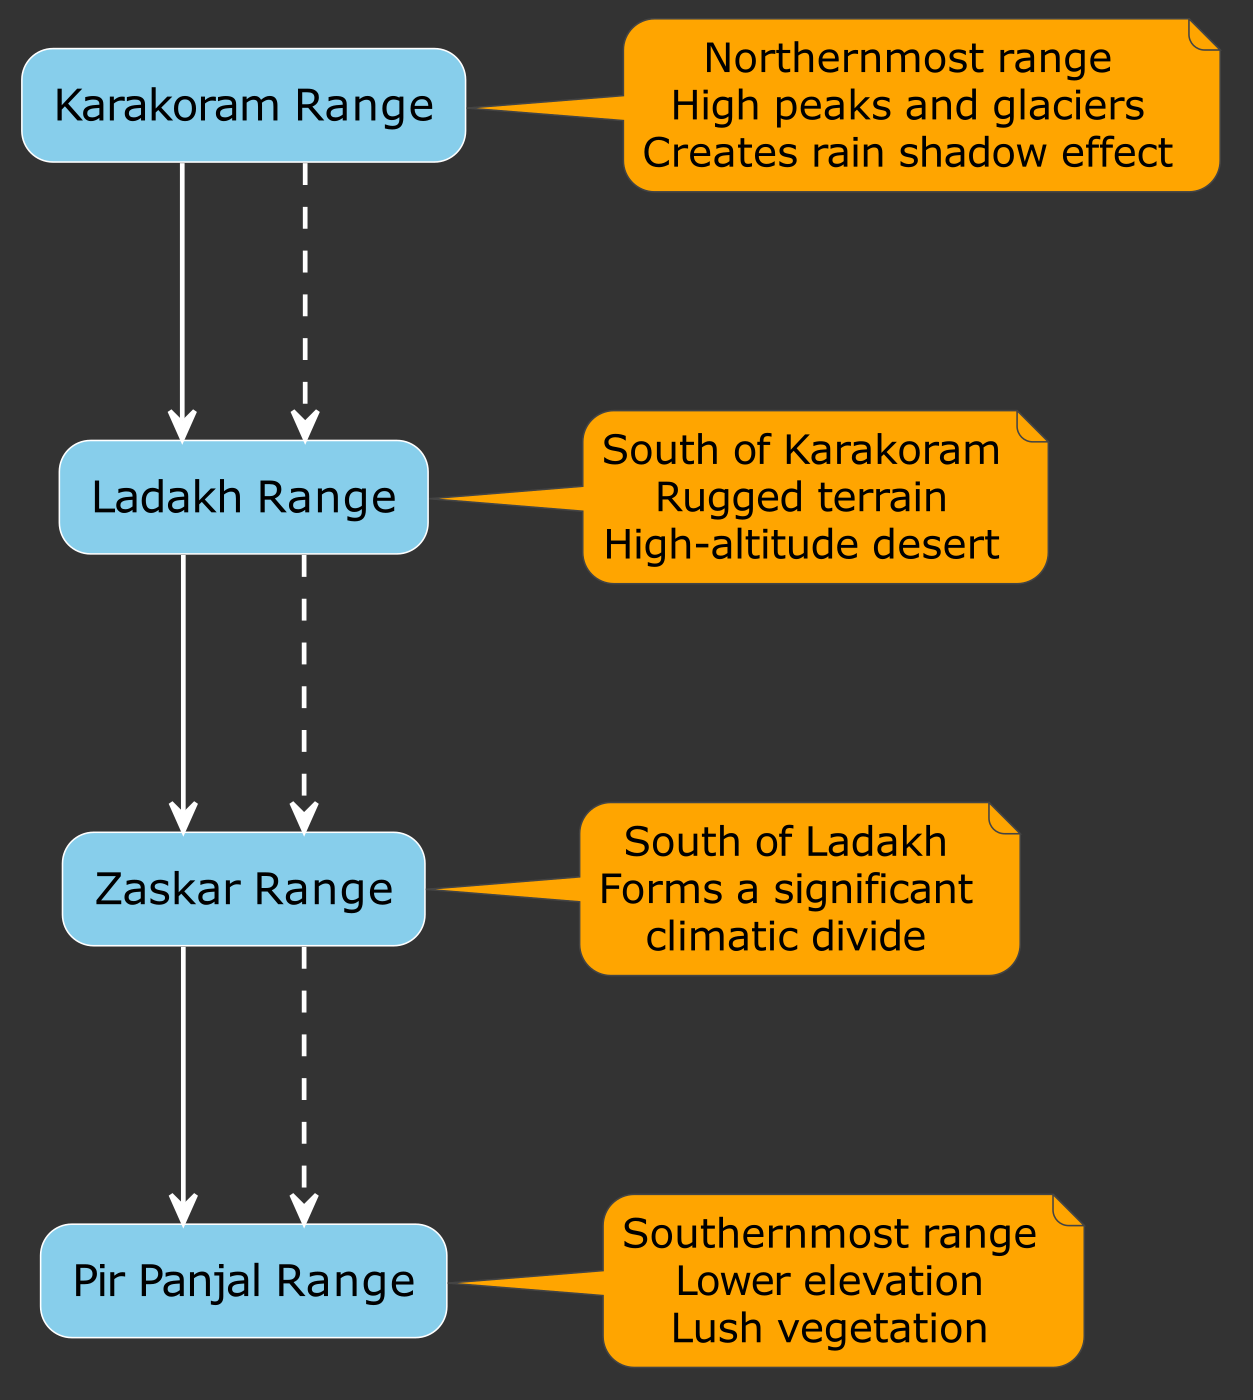 Karakoram Range
Northernmost range
High peaks and glaciers
Creates rain shadow effect
Ladakh Range
South of Karakoram
Rugged terrain
High-altitude desert
Zaskar Range
South of Ladakh
Forms a significant
climatic divide
Pir Panjal Range
Southernmost range
Lower elevation
Lush vegetation